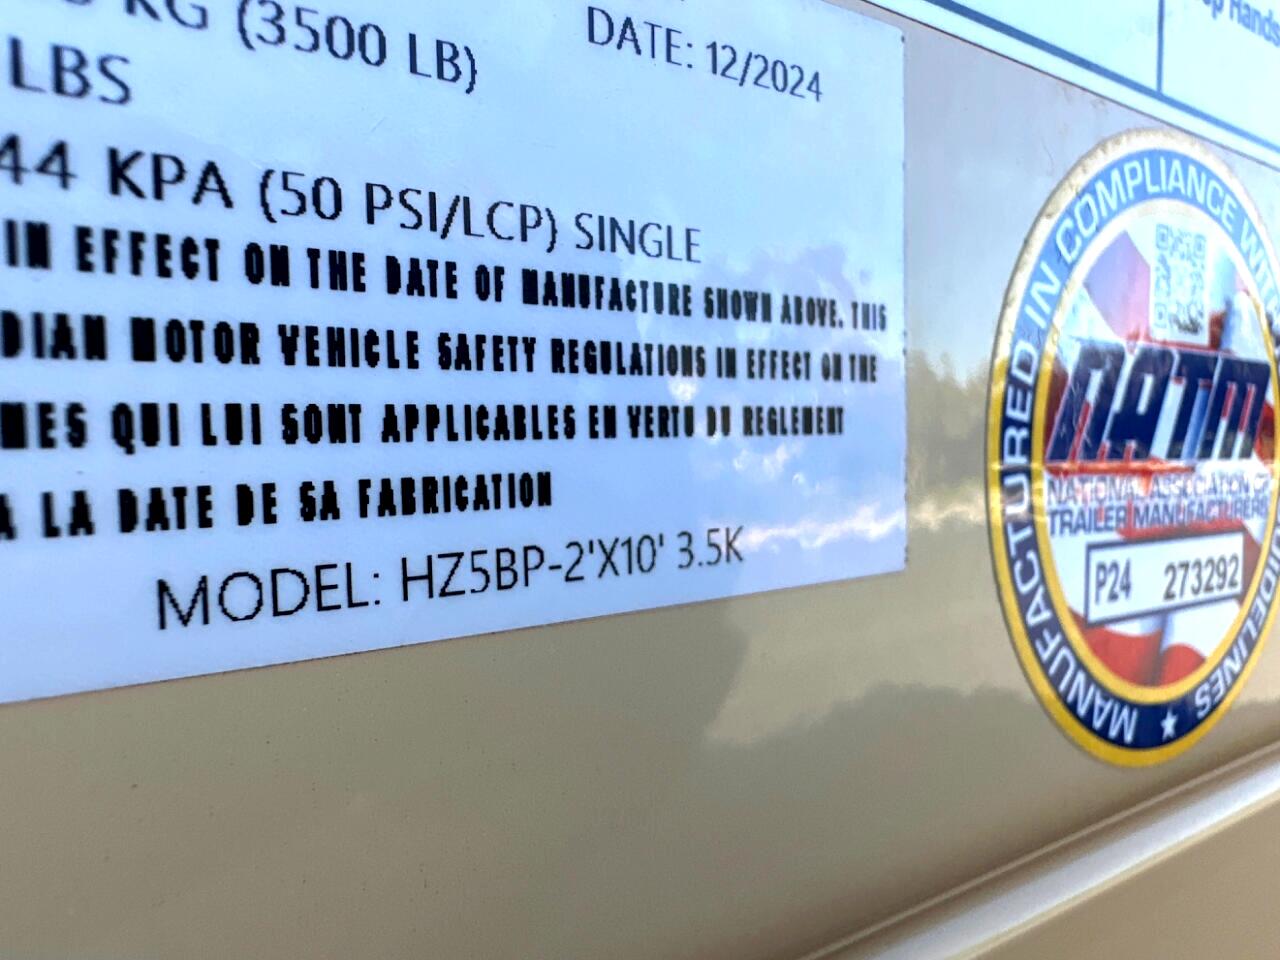 KG (3500 LB)
DATE: 12/2024
LBS
44 KPA (50 PSI/LCP) SINGLE
IN EFFECT ON THE DATE OF MANUFACTURE SHOWN ABOVE. THIS
DIAN MOTOR VEHICLE SAFETY REGULATIONS IN EFFECT ON THE
MES QUI LUI SONT APPLICABLES EN VERTU DU REGLEMENT
A LA DATE DE SA FABRICATION
MODEL: HZ5BP-2'X10' 3.5K
MANUFACTURED IN COMPLIANCE WITH
GUIDELINES
NATM
NATIONAL ASSOCIATION OF
TRAILER MANUFACTURERS
P24 273292